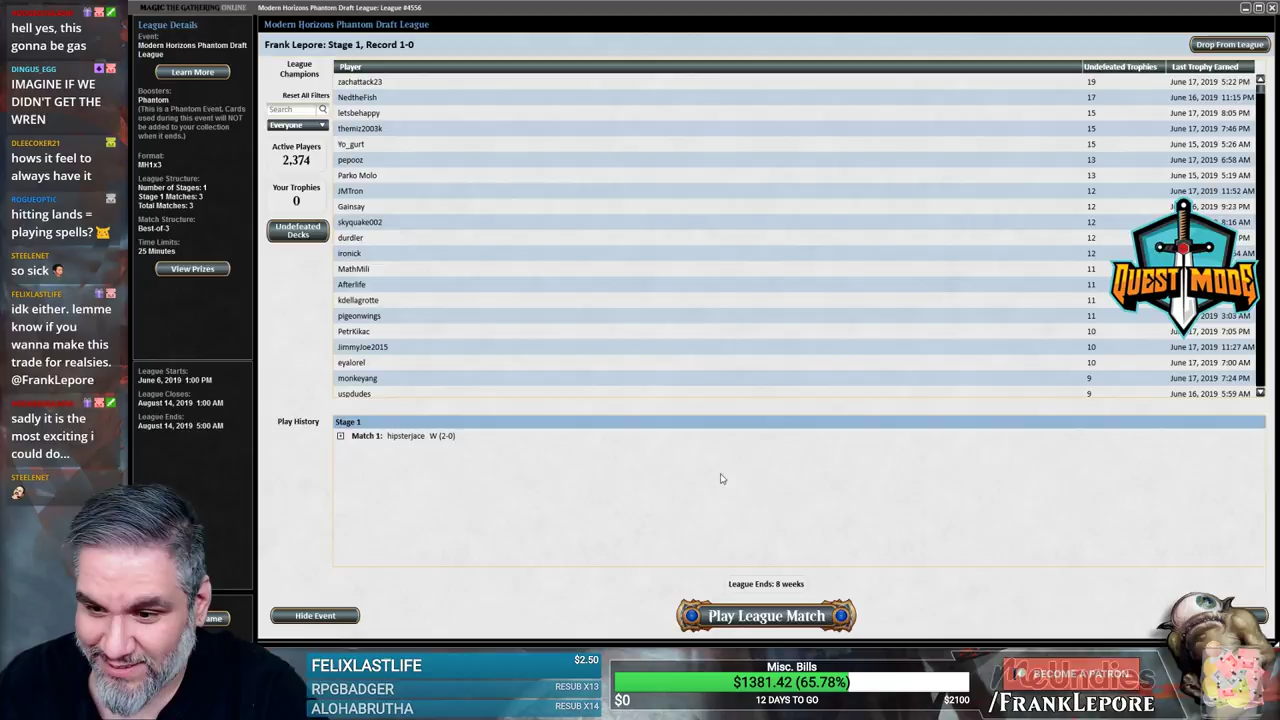 hell yes, this
gonna be gas
DINGUS_EGG
IMAGINE IF WE
DIDN'T GET THE
WREN
DLEECOKER21
hows it feel to
always have it
ROGUEOPTIC
hitting lands =
playing spells?
STEELENET
so sick
FELIXLASTLIFE
idk either. lemme
know if you
wanna make this
trade for realsies.
@FrankLepore
sadly it is the
most exciting i
could do...
STEELENET
MAGIC THE GATHERING ONLINE
Modern Horizons Phantom Draft League: League #4556
League Details
Event:
Modern Horizons Phantom Draft
League
Learn More
Boosters:
Phantom
(This is a Phantom Event. Cards
used during this event will NOT
be added to your collection
when it ends.)
Format:
MH1x3
League Structure:
Number of Stages: 1
Stage 1 Matches: 3
Total Matches: 3
Match Structure:
Best-of-3
Time Limits:
25 Minutes
View Prizes
League Starts:
June 6, 2019 1:00 PM
League Closes:
August 14, 2019 1:00 AM
League Ends:
August 14, 2019 5:00 AM
Modern Horizons Phantom Draft League
Frank Lepore: Stage 1, Record 1-0
Drop From League
League
Champions
Reset All Filters
Search
Everyone
Active Players
2,374
Your Trophies
0
Undefeated
Decks
Player Undefeated Trophies Last Trophy Earned
zachattack23 19 June 17, 2019 5:22 PM
NedtheFish 17 June 16, 2019 11:15 PM
letsbehappy 15 June 17, 2019 8:05 PM
themiz2003k 15 June 17, 2019 7:46 PM
Yo_gurt 15 June 15, 2019 5:26 AM
pepooz 13 June 17, 2019 6:58 AM
Parko Molo 13 June 15, 2019 5:19 AM
JMTron 12 June 17, 2019 11:52 AM
Gainsay 12 6, 2019 9:23 PM
skyquake002 12 8:16 AM
durdler 12 PM
ironick 12 54 AM
MathMili 11
Afterlife 11
kdellagrotte 11
pigeonwings 11 June 1 2019 3:03 AM
PetrKikac 10 7, 2019 7:05 PM
JimmyJoe2015 10 June 17, 2019 11:27 AM
eyalorel 10 June 17, 2019 7:00 AM
monkeyang 9 June 17, 2019 7:24 PM
uspdudes 9 June 16, 2019 5:59 AM
QUEST MODE
Play History
Stage 1
Match 1: hipsterjace W (2-0)
League Ends: 8 weeks
Hide Event
Play League Match
ame
FELIXLASTLIFE $2.50
RPGBADGER RESUB X13
ALOHABRUTHA RESUB X14
Misc. Bills
$1381.42 (65.78%)
$0 12 DAYS TO GO $2100
BECOME A PATRON
/FRANKLEPORE